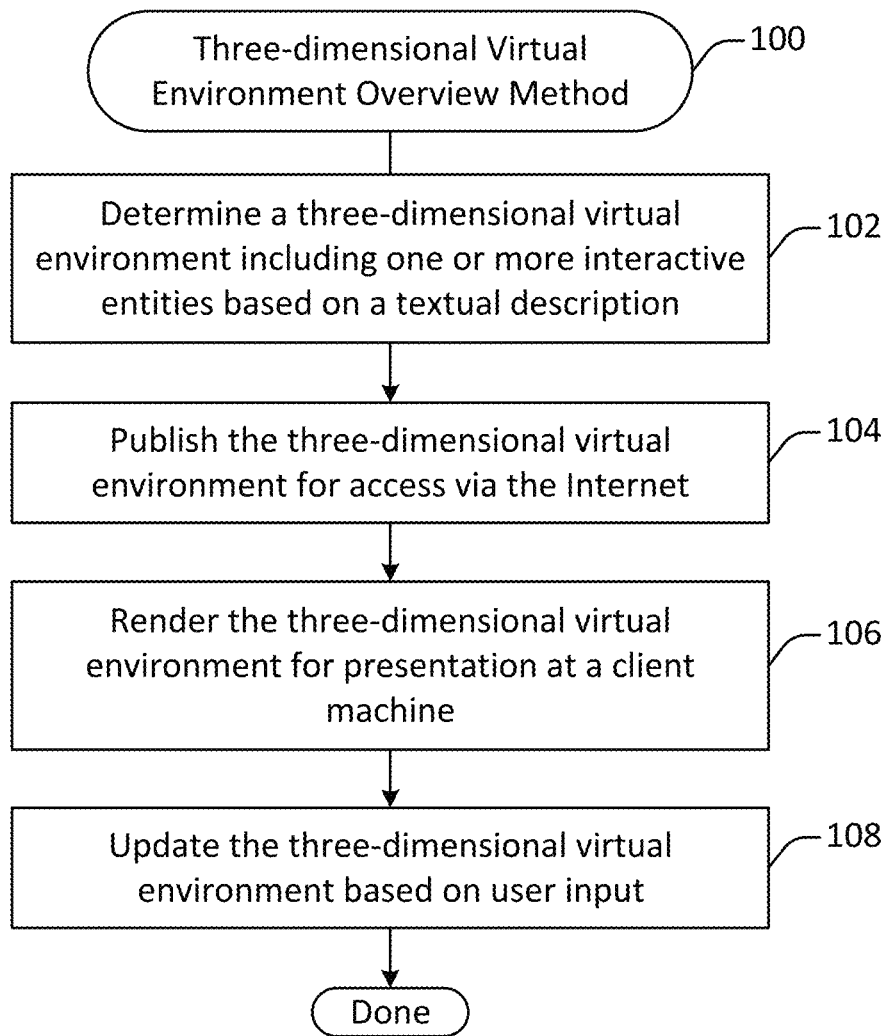 Three-dimensional Virtual
Environment Overview Method
100
Determine a three-dimensional virtual
environment including one or more interactive
entities based on a textual description
102
Publish the three-dimensional virtual
environment for access via the Internet
104
Render the three-dimensional virtual
environment for presentation at a client
machine
106
Update the three-dimensional virtual
environment based on user input
108
Done